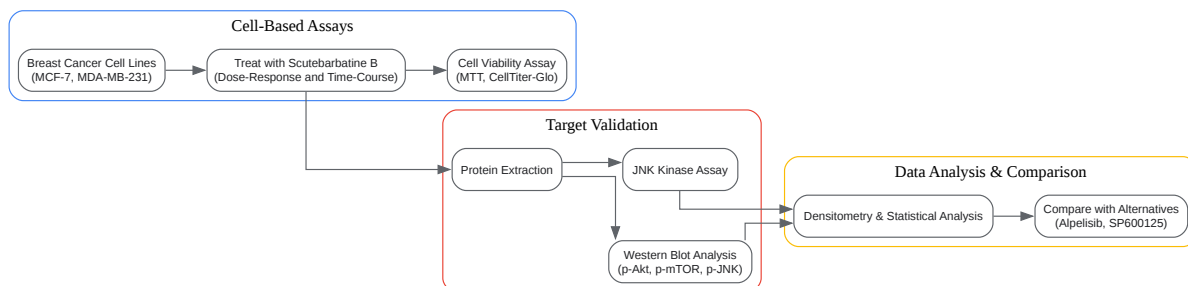 Cell-Based Assays
Breast Cancer Cell Lines
(MCF-7, MDA-MB-231)
Treat with Scutebarbatine B
(Dose-Response and Time-Course)
Cell Viability Assay
(MTT, CellTiter-Glo)
Target Validation
Protein Extraction
JNK Kinase Assay
Western Blot Analysis
(p-Akt, p-mTOR, p-JNK)
Data Analysis & Comparison
Densitometry & Statistical Analysis
Compare with Alternatives
(Alpelisib, SP600125)